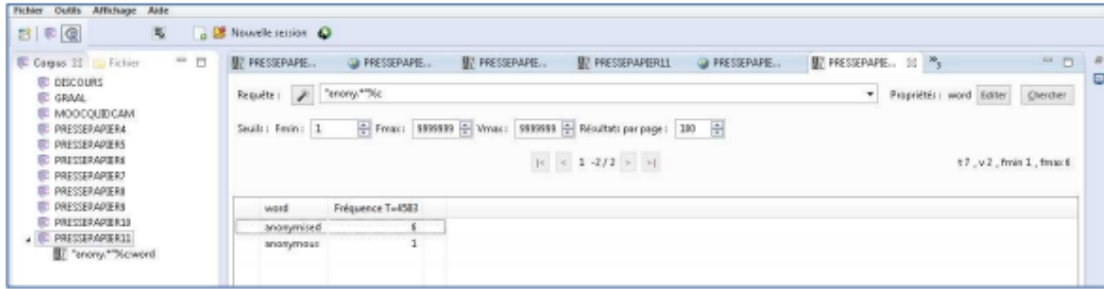 Fichier Outils Affichage Aide
Nouvelle session
Corpus Fichier
DISCOURS
GRAAL
MOOCQUIDCAM
PRESSEPAPIER4
PRESSEPAPIER5
PRESSEPAPIER6
PRESSEPAPIER7
PRESSEPAPIER8
PRESSEPAPIER9
PRESSEPAPIER10
PRESSEPAPIER11
"anony.*"%c:word
PRESSEPAPIE... PRESSEPAPIE... PRESSEPAPIE... PRESSEPAPIER11 PRESSEPAPIE... PRESSEPAPIE... »5
Requête : "anony.*"%c Propriétés : word Editer Chercher
Seuils : Fmin : 1 Fmax : 9999999 Vmax : 9999999 Résultats par page : 100
|< < 1 -2 / 2 > >| t 7 , v 2 , fmin 1 , fmax 6
word Fréquence T=4583
anonymised 6
anonymous 1